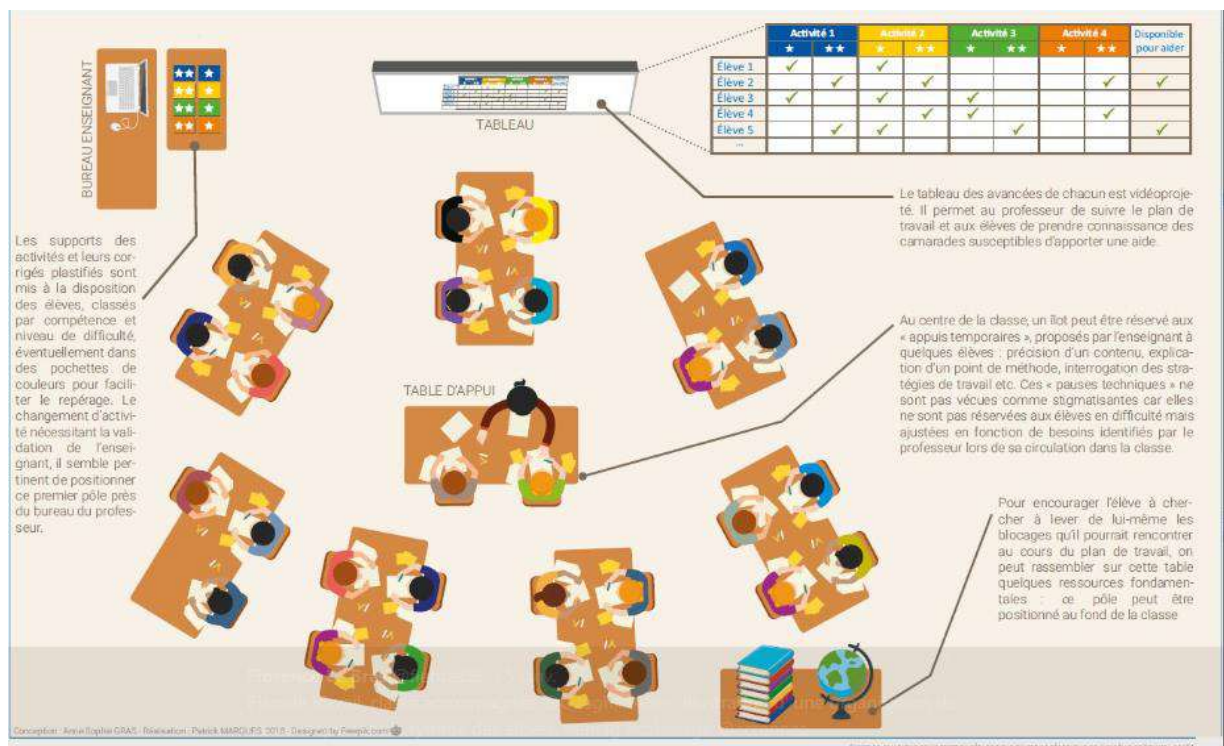 BUREAU ENSEIGNANT
TABLEAU
Activité 1 Activité 2 Activité 3 Activité 4 Disponible pour aider
★ ★★ ★ ★★ ★ ★★ ★ ★★
Élève 1 ✓ ✓
Élève 2 ✓ ✓ ✓ ✓
Élève 3 ✓ ✓ ✓
Élève 4 ✓ ✓ ✓
Élève 5 ✓ ✓ ✓ ✓
...
Le tableau des avancées de chacun est vidéoproje-
té. Il permet au professeur de suivre le plan de
travail et aux élèves de prendre connaissance des
camarades susceptibles d'apporter une aide.
Les supports des
activités et leurs cor-
rigés plastifiés sont
mis à la disposition
des élèves, classés
par compétence et
niveau de difficulté,
éventuellement dans
des pochettes de
couleurs pour facili-
ter le repérage. Le
changement d'activi-
té nécessitant la vali-
dation de l'ensei-
gnant, il semble per-
tinent de positionner
ce premier pôle près
du bureau du profes-
seur.
Au centre de la classe, un îlot peut être réservé aux
« appuis temporaires », proposés par l'enseignant à
quelques élèves : précision d'un contenu, explica-
tion d'un point de méthode, interrogation des stra-
tégies de travail etc. Ces « pauses techniques » ne
sont pas vécues comme stigmatisantes car elles
ne sont pas réservées aux élèves en difficulté mais
ajustées en fonction de besoins identifiés par le
professeur lors de sa circulation dans la classe.
TABLE D'APPUI
Pour encourager l'élève à cher-
cher à lever de lui-même les
blocages qu'il pourrait rencontrer
au cours du plan de travail, on
peut rassembler sur cette table
quelques ressources fondamen-
tales : ce pôle peut être
positionné au fond de la classe
Conception : Anne Sophie GRAS - Réalisation : Patrick MARQUES 2018 - Designed by Freepik.com